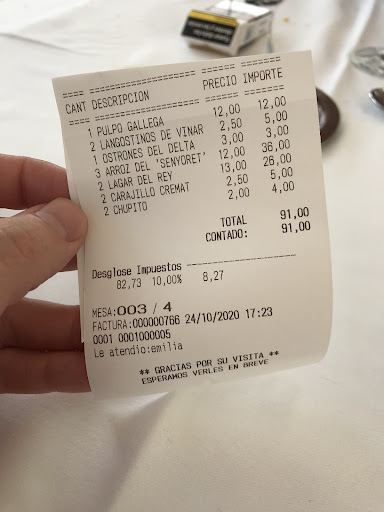 CANT DESCRIPCION PRECIO IMPORTE
1 PULPO GALLEGA 12,00 12,00
2 LANGOSTINOS DE VINAR 2,50 5,00
1 OSTRONES DEL DELTA 3,00 3,00
3 ARROZ DEL 'SENYORET' 12,00 36,00
2 LAGAR DEL REY 13,00 26,00
2 CARAJILLO CREMAT 2,50 5,00
2 CHUPITO 2,00 4,00
TOTAL 91,00
CONTADO: 91,00
Desglose Impuestos
82,73 10,00% 8,27
MESA:003 / 4
FACTURA:000000766 24/10/2020 17:23
0001 0001000005
Le atendio:emilia
** GRACIAS POR SU VISITA **
ESPERAMOS VERLES EN BREVE